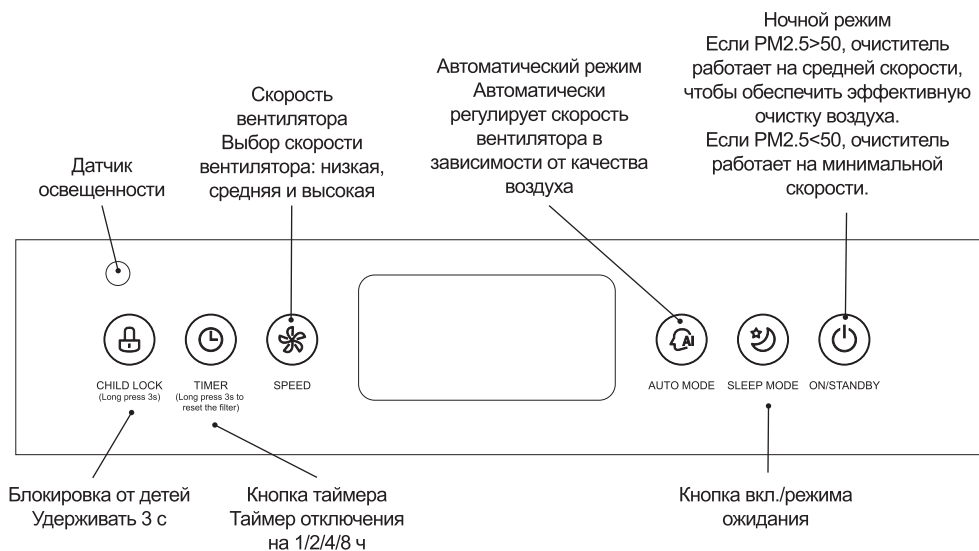 Ночной режим
Если PM2.5>50, очиститель
работает на средней скорости,
чтобы обеспечить эффективную
очистку воздуха.
Если PM2.5<50, очиститель
работает на минимальной
скорости.
Автоматический режим
Автоматически
регулирует скорость
вентилятора в
зависимости от качества
воздуха
Скорость
вентилятора
Выбор скорости
вентилятора: низкая,
средняя и высокая
Датчик
освещенности
AI
CHILD LOCK
(Long press 3s)
TIMER
(Long press 3s to
reset the filter)
SPEED
AUTO MODE
SLEEP MODE
ON/STANDBY
Блокировка от детей
Удерживать 3 с
Кнопка таймера
Таймер отключения
на 1/2/4/8 ч
Кнопка вкл./режима
ожидания